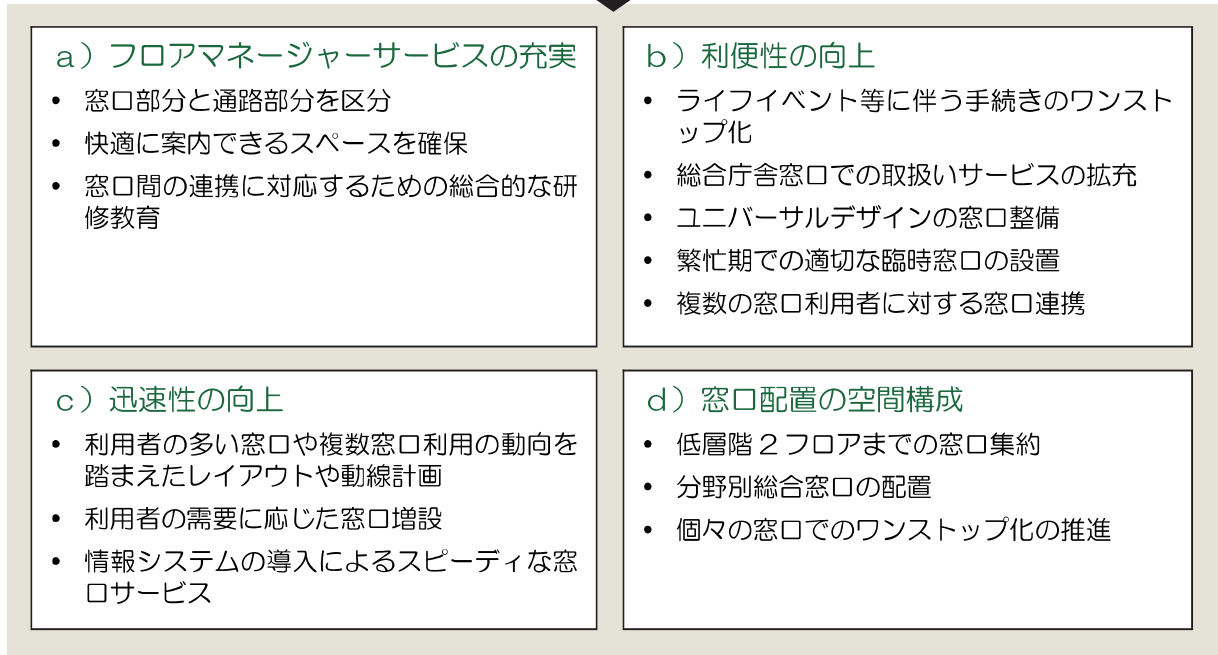 a）フロアマネージャーサービスの充実
• 窓口部分と通路部分を区分
• 快適に案内できるスペースを確保
• 窓口間の連携に対応するための総合的な研
修教育
b）利便性の向上
• ライフイベント等に伴う手続きのワンスト
ップ化
• 総合庁舎窓口での取扱いサービスの拡充
• ユニバーサルデザインの窓口整備
• 繁忙期での適切な臨時窓口の設置
• 複数の窓口利用者に対する窓口連携
c）迅速性の向上
• 利用者の多い窓口や複数窓口利用の動向を
踏まえたレイアウトや動線計画
• 利用者の需要に応じた窓口増設
• 情報システムの導入によるスピーディな窓
口サービス
d）窓口配置の空間構成
• 低層階２フロアまでの窓口集約
• 分野別総合窓口の配置
• 個々の窓口でのワンストップ化の推進